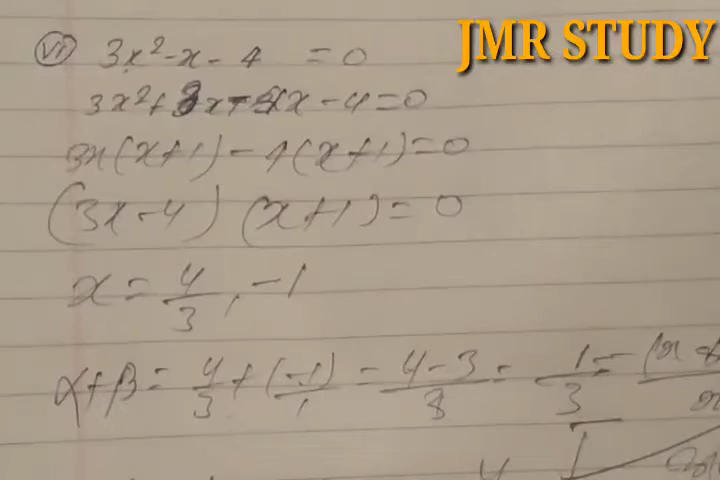 JMR STUDY
(vi) 3x² - x - 4 = 0
3x² + 3x - 4x - 4 = 0
3x(x+1) - 4(x+1) = 0
(3x-4) (x+1) = 0
x = 4/3, -1
α+β = 4/3 + (-1)/1 = 4-3/3 = 1/3 =